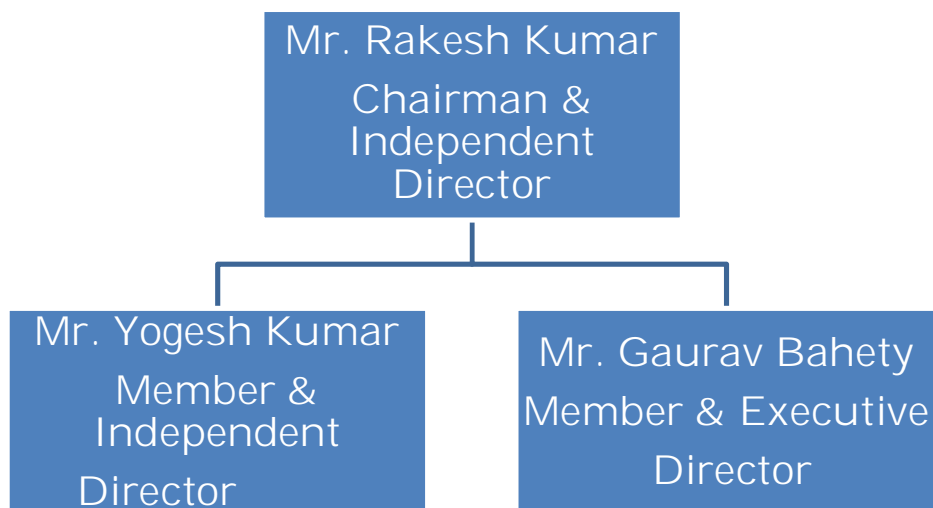 Mr. Rakesh Kumar
Chairman &
Independent
Director
Mr. Yogesh Kumar
Member &
Independent
Director
Mr. Gaurav Bahety
Member & Executive
Director